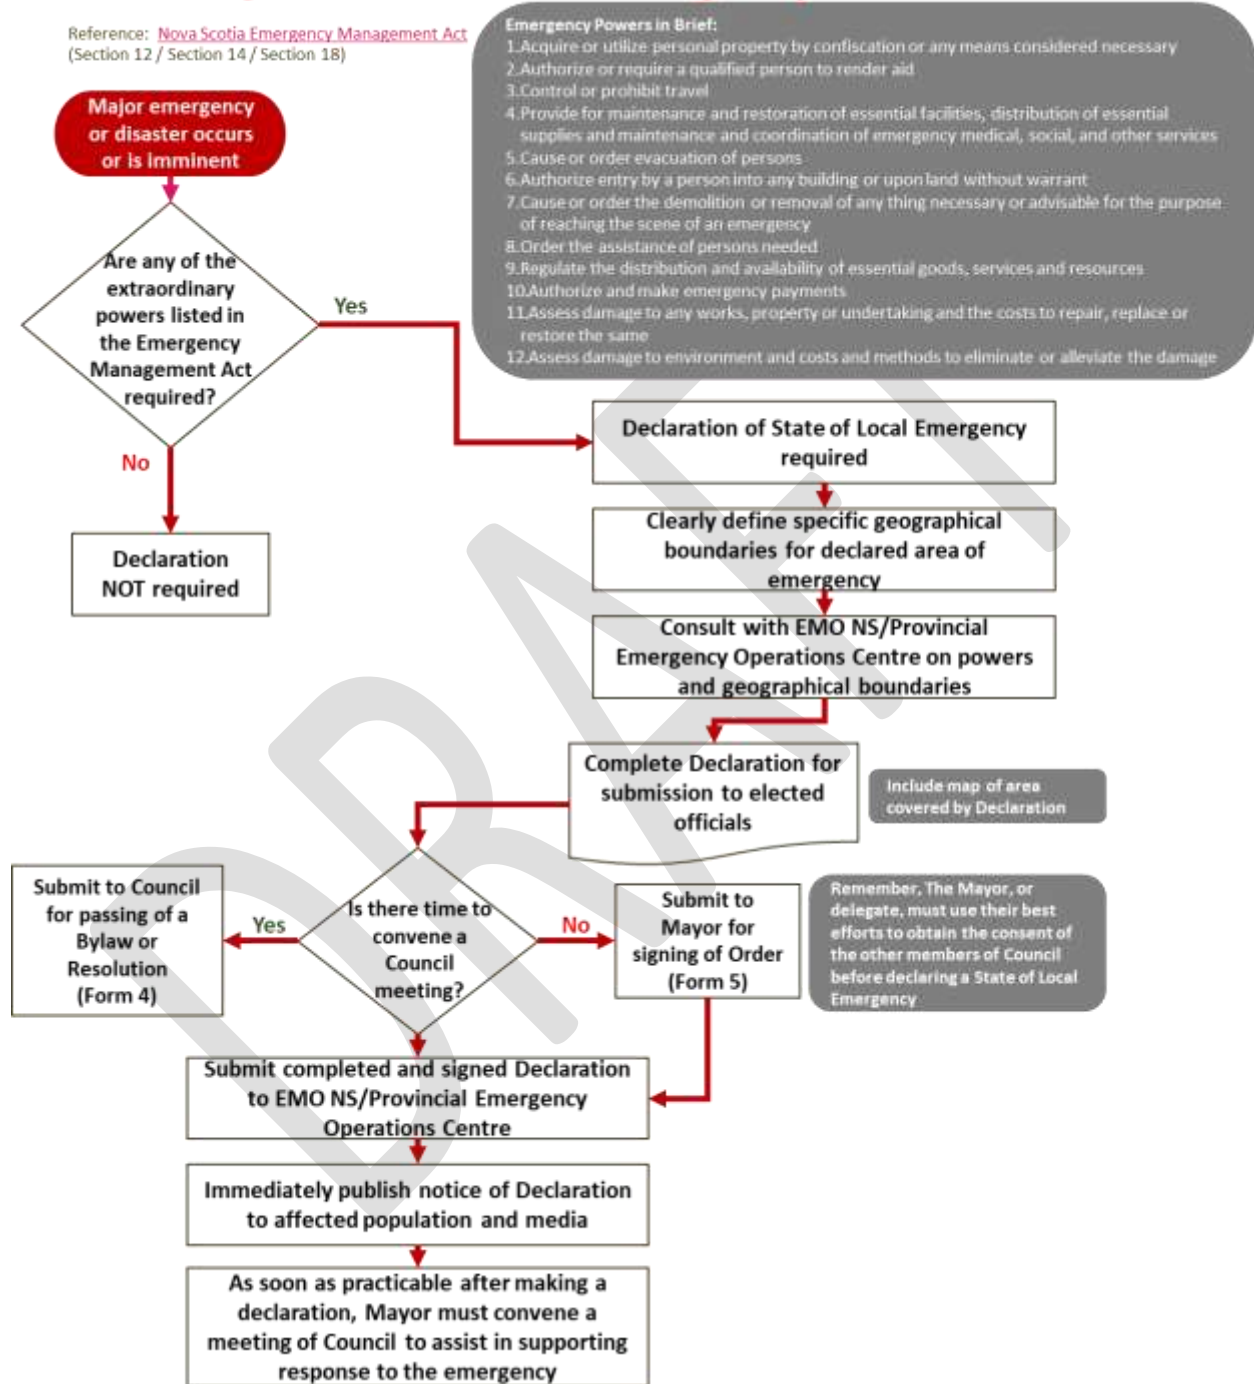 Reference: Nova Scotia Emergency Management Act
(Section 12 / Section 14 / Section 18)
Emergency Powers in Brief:
1.Acquire or utilize personal property by confiscation or any means considered necessary
2.Authorize or require a qualified person to render aid
3.Control or prohibit travel
4.Provide for maintenance and restoration of essential facilities, distribution of essential
supplies and maintenance and coordination of emergency medical, social, and other services
5.Cause or order evacuation of persons
6.Authorize entry by a person into any building or upon land without warrant
7.Cause or order the demolition or removal of any thing necessary or advisable for the purpose
of reaching the scene of an emergency
8.Order the assistance of persons needed
9.Regulate the distribution and availability of essential goods, services and resources
10.Authorize and make emergency payments
11.Assess damage to any works, property or undertaking and the costs to repair, replace or
restore the same
12.Assess damage to environment and costs and methods to eliminate or alleviate the damage
Major emergency
or disaster occurs
or is imminent
Are any of the
extraordinary
powers listed in
the Emergency
Management Act
required?
Yes
No
Declaration
NOT required
Declaration of State of Local Emergency
required
Clearly define specific geographical
boundaries for declared area of
emergency
Consult with EMO NS/Provincial
Emergency Operations Centre on powers
and geographical boundaries
Complete Declaration for
submission to elected
officials
Include map of area
covered by Declaration
Is there time to
convene a
Council
meeting?
Yes
Submit to Council
for passing of a
Bylaw or
Resolution
(Form 4)
No
Submit to
Mayor for
signing of Order
(Form 5)
Remember, The Mayor, or
delegate, must use their best
efforts to obtain the consent of
the other members of Council
before declaring a State of Local
Emergency
Submit completed and signed Declaration
to EMO NS/Provincial Emergency
Operations Centre
Immediately publish notice of Declaration
to affected population and media
As soon as practicable after making a
declaration, Mayor must convene a
meeting of Council to assist in supporting
response to the emergency
DRAFT